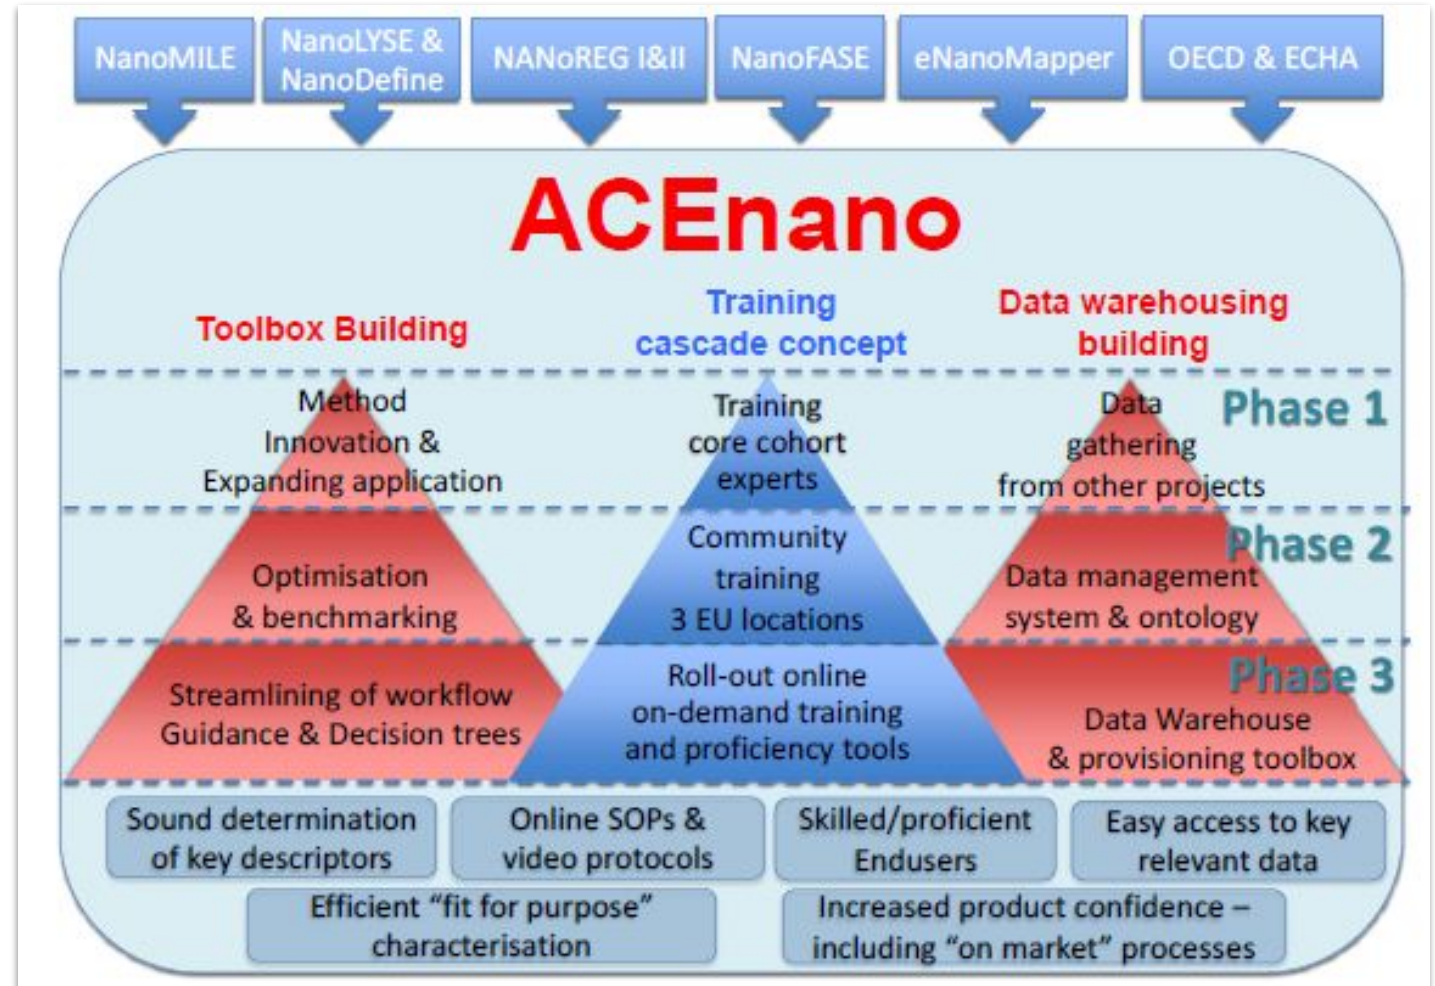 NanoMILE
NanoLYSE &
NanoDefine
NANoREG I&II
NanoFASE
eNanoMapper
OECD & ECHA
ACEnano
Toolbox Building
Training
cascade concept
Data warehousing
building
Phase 1
Method
Innovation &
Expanding application
Training
core cohort
experts
Data
gathering
from other projects
Phase 2
Optimisation
& benchmarking
Community
training
3 EU locations
Data management
system & ontology
Phase 3
Streamlining of workflow
Guidance & Decision trees
Roll-out online
on-demand training
and proficiency tools
Data Warehouse
& provisioning toolbox
Sound determination
of key descriptors
Online SOPs &
video protocols
Skilled/proficient
Endusers
Easy access to key
relevant data
Efficient “fit for purpose”
characterisation
Increased product confidence –
including “on market” processes